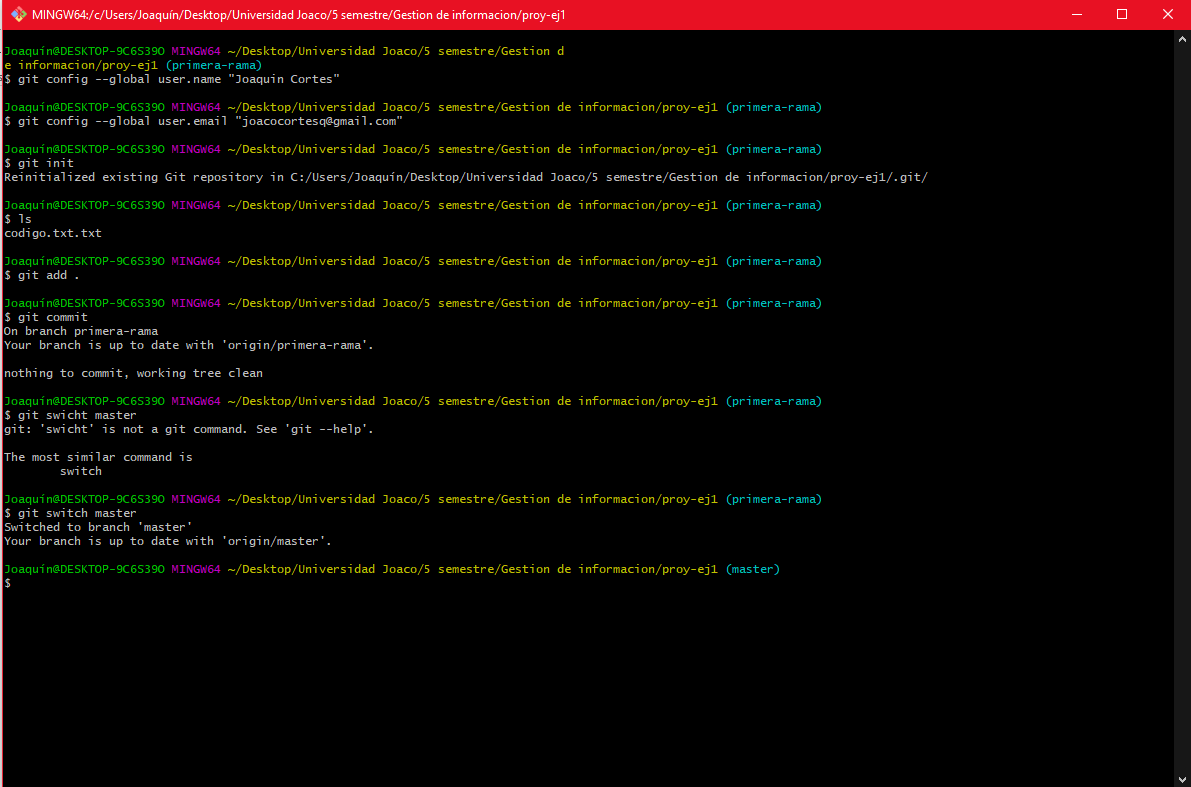 MINGW64:/c/Users/Joaquín/Desktop/Universidad Joaco/5 semestre/Gestion de informacion/proy-ej1
Joaquín@DESKTOP-9C6S39O MINGW64 ~/Desktop/Universidad Joaco/5 semestre/Gestion d
e informacion/proy-ej1 (primera-rama)
$ git config --global user.name "Joaquin Cortes"
Joaquín@DESKTOP-9C6S39O MINGW64 ~/Desktop/Universidad Joaco/5 semestre/Gestion de informacion/proy-ej1 (primera-rama)
$ git config --global user.email "joacocortesq@gmail.com"
Joaquín@DESKTOP-9C6S39O MINGW64 ~/Desktop/Universidad Joaco/5 semestre/Gestion de informacion/proy-ej1 (primera-rama)
$ git init
Reinitialized existing Git repository in C:/Users/Joaquín/Desktop/Universidad Joaco/5 semestre/Gestion de informacion/proy-ej1/.git/
Joaquín@DESKTOP-9C6S39O MINGW64 ~/Desktop/Universidad Joaco/5 semestre/Gestion de informacion/proy-ej1 (primera-rama)
$ ls
codigo.txt.txt
Joaquín@DESKTOP-9C6S39O MINGW64 ~/Desktop/Universidad Joaco/5 semestre/Gestion de informacion/proy-ej1 (primera-rama)
$ git add .
Joaquín@DESKTOP-9C6S39O MINGW64 ~/Desktop/Universidad Joaco/5 semestre/Gestion de informacion/proy-ej1 (primera-rama)
$ git commit
On branch primera-rama
Your branch is up to date with 'origin/primera-rama'.
nothing to commit, working tree clean
Joaquín@DESKTOP-9C6S39O MINGW64 ~/Desktop/Universidad Joaco/5 semestre/Gestion de informacion/proy-ej1 (primera-rama)
$ git swicht master
git: 'swicht' is not a git command. See 'git --help'.
The most similar command is
switch
Joaquín@DESKTOP-9C6S39O MINGW64 ~/Desktop/Universidad Joaco/5 semestre/Gestion de informacion/proy-ej1 (primera-rama)
$ git switch master
Switched to branch 'master'
Your branch is up to date with 'origin/master'.
Joaquín@DESKTOP-9C6S39O MINGW64 ~/Desktop/Universidad Joaco/5 semestre/Gestion de informacion/proy-ej1 (master)
$